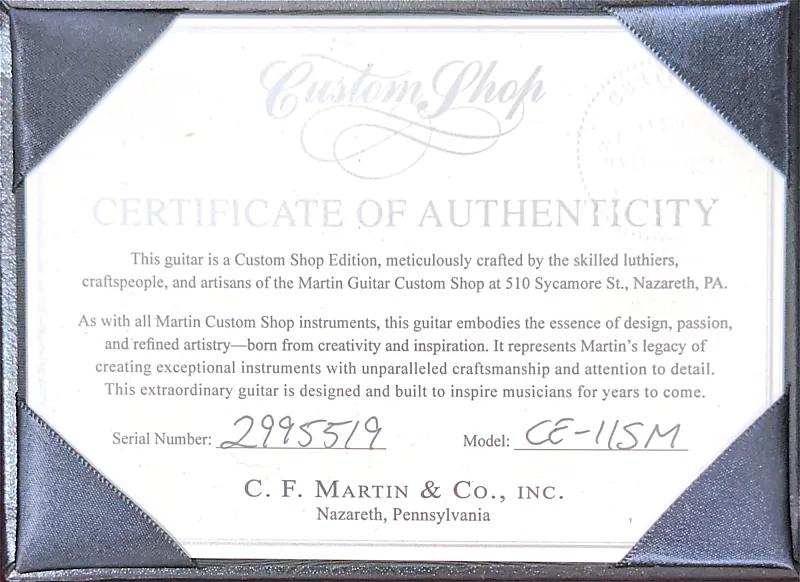 Custom Shop
CERTIFICATE OF AUTHENTICITY
This guitar is a Custom Shop Edition, meticulously crafted by the skilled luthiers,
craftspeople, and artisans of the Martin Guitar Custom Shop at 510 Sycamore St., Nazareth, PA.
As with all Martin Custom Shop instruments, this guitar embodies the essence of design, passion,
and refined artistry—born from creativity and inspiration. It represents Martin's legacy of
creating exceptional instruments with unparalleled craftsmanship and attention to detail.
This extraordinary guitar is designed and built to inspire musicians for years to come.
Serial Number: 2995519 Model: CE-11SM
C. F. MARTIN & CO., INC.
Nazareth, Pennsylvania